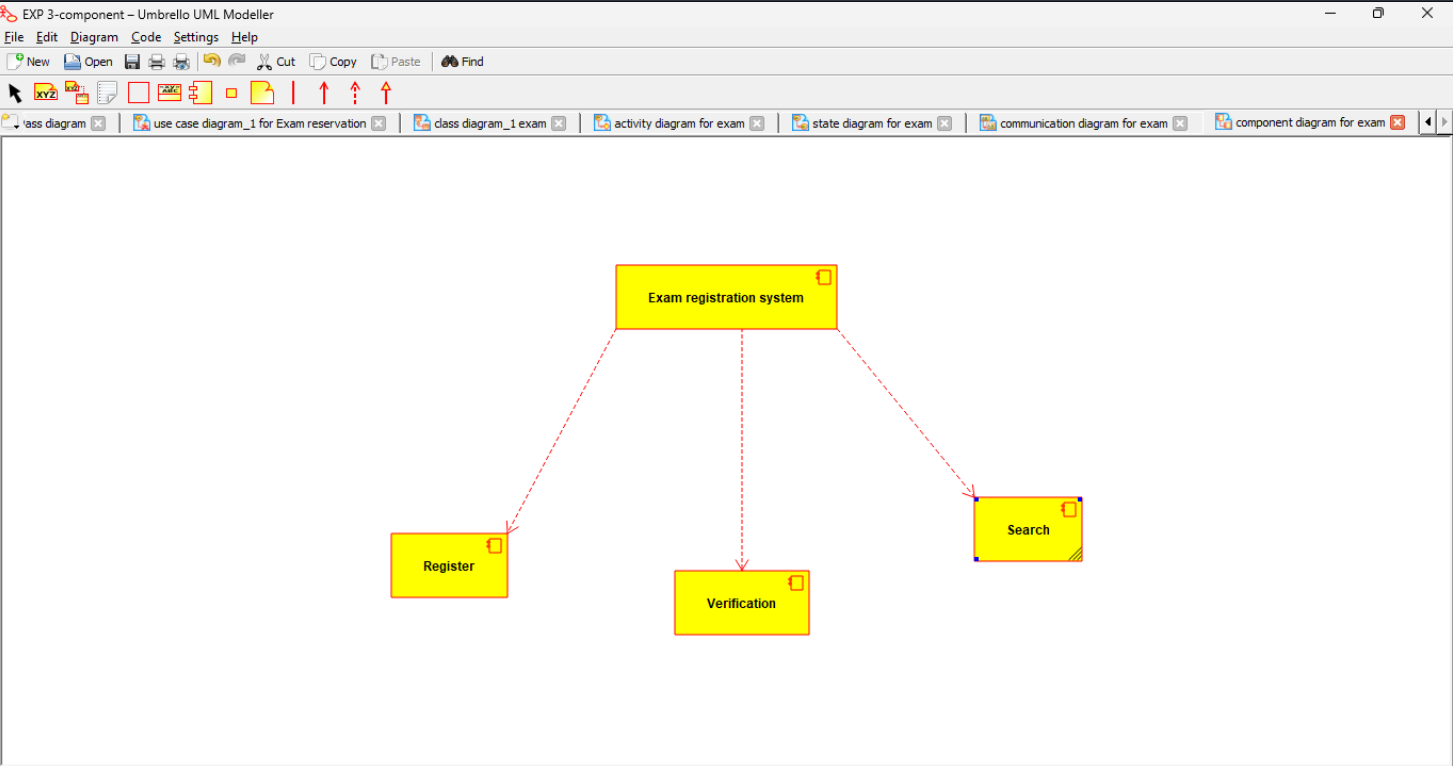 EXP 3-component – Umbrello UML Modeller
File Edit Diagram Code Settings Help
New Open Cut Copy Paste Find
XYZ
diagram use case diagram_1 for Exam reservation class diagram_1 exam activity diagram for exam state diagram for exam communication diagram for exam component diagram for exam
Exam registration system
Search
Register
Verification